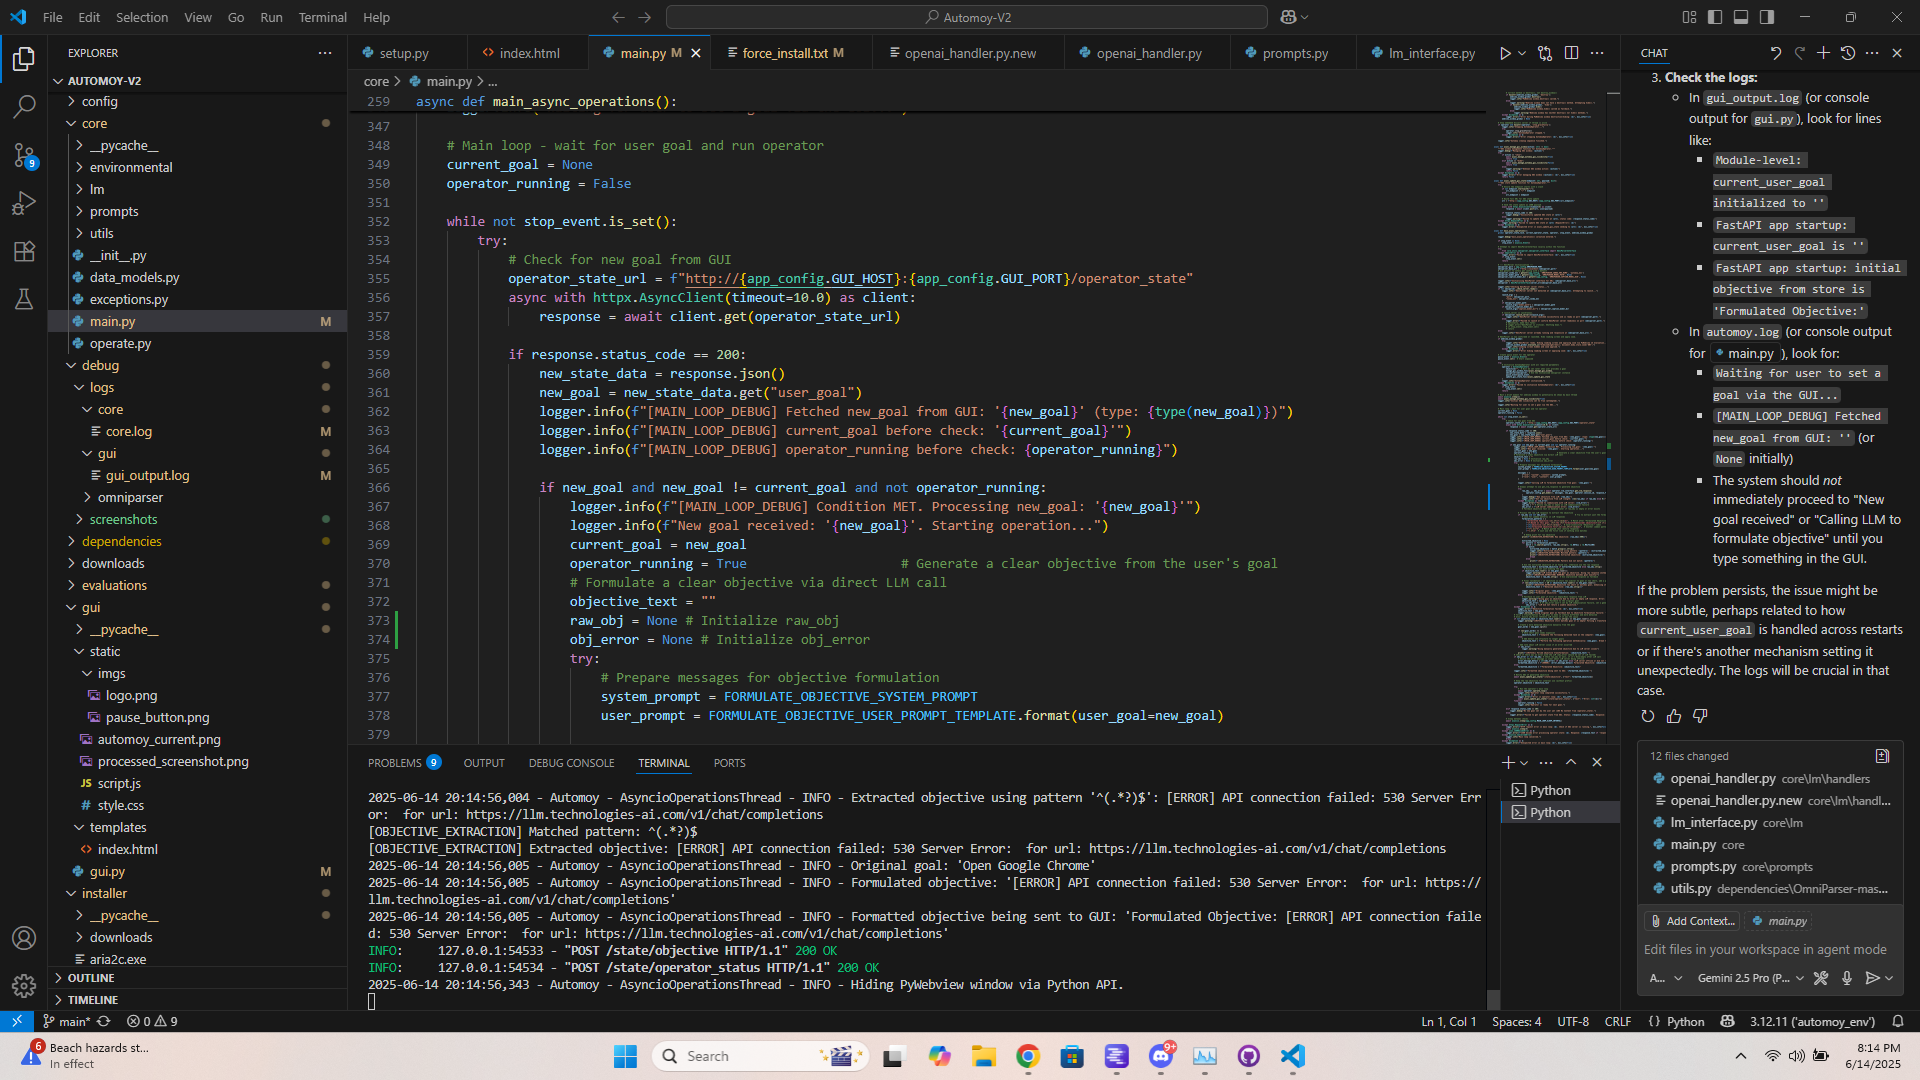 File Edit Selection View Go Run Terminal Help
Automoy-V2
EXPLORER
AUTOMOY-V2
config
core
__pycache__
environmental
lm
prompts
utils
__init__.py
data_models.py
exceptions.py
main.py M
operate.py
debug
logs
core
core.log M
gui
gui_output.log M
omniparser
screenshots
dependencies
downloads
evaluations
gui
__pycache__
static
imgs
logo.png
pause_button.png
automoy_current.png
processed_screenshot.png
JS script.js
# style.css
templates
<> index.html
gui.py M
installer
__pycache__
downloads
aria2c.exe
OUTLINE
TIMELINE
9
setup.py
<> index.html
main.py M
force_install.txt M
openai_handler.py.new
openai_handler.py
prompts.py
lm_interface.py
core > main.py > ...
259 async def main_async_operations():
347
348 # Main loop - wait for user goal and run operator
349 current_goal = None
350 operator_running = False
351
352 while not stop_event.is_set():
353 try:
354 # Check for new goal from GUI
355 operator_state_url = f"http://{app_config.GUI_HOST}:{app_config.GUI_PORT}/operator_state"
356 async with httpx.AsyncClient(timeout=10.0) as client:
357 response = await client.get(operator_state_url)
358
359 if response.status_code == 200:
360 new_state_data = response.json()
361 new_goal = new_state_data.get("user_goal")
362 logger.info(f"[MAIN_LOOP_DEBUG] Fetched new_goal from GUI: '{new_goal}' (type: {type(new_goal)})")
363 logger.info(f"[MAIN_LOOP_DEBUG] current_goal before check: '{current_goal}'")
364 logger.info(f"[MAIN_LOOP_DEBUG] operator_running before check: {operator_running}")
365
366 if new_goal and new_goal != current_goal and not operator_running:
367 logger.info(f"[MAIN_LOOP_DEBUG] Condition MET. Processing new_goal: '{new_goal}'")
368 logger.info(f"New goal received: '{new_goal}'. Starting operation...")
369 current_goal = new_goal
370 operator_running = True # Generate a clear objective from the user's goal
371 # Formulate a clear objective via direct LLM call
372 objective_text = ""
373 raw_obj = None # Initialize raw_obj
374 obj_error = None # Initialize obj_error
375 try:
376 # Prepare messages for objective formulation
377 system_prompt = FORMULATE_OBJECTIVE_SYSTEM_PROMPT
378 user_prompt = FORMULATE_OBJECTIVE_USER_PROMPT_TEMPLATE.format(user_goal=new_goal)
379
PROBLEMS 9 OUTPUT DEBUG CONSOLE TERMINAL PORTS
2025-06-14 20:14:56,004 - Automoy - AsyncioOperationsThread - INFO - Extracted objective using pattern '^(.*?)$': [ERROR] API connection failed: 530 Server Err
or:  for url: https://llm.technologies-ai.com/v1/chat/completions
[OBJECTIVE_EXTRACTION] Matched pattern: ^(.*?)$
[OBJECTIVE_EXTRACTION] Extracted objective: [ERROR] API connection failed: 530 Server Error:  for url: https://llm.technologies-ai.com/v1/chat/completions
2025-06-14 20:14:56,005 - Automoy - AsyncioOperationsThread - INFO - Original goal: 'Open Google Chrome'
2025-06-14 20:14:56,005 - Automoy - AsyncioOperationsThread - INFO - Formulated objective: '[ERROR] API connection failed: 530 Server Error:  for url: https://
llm.technologies-ai.com/v1/chat/completions'
2025-06-14 20:14:56,005 - Automoy - AsyncioOperationsThread - INFO - Formatted objective being sent to GUI: 'Formulated Objective: [ERROR] API connection faile
d: 530 Server Error:  for url: https://llm.technologies-ai.com/v1/chat/completions'
INFO: 127.0.0.1:54533 - "POST /state/objective HTTP/1.1" 200 OK
INFO: 127.0.0.1:54534 - "POST /state/operator_status HTTP/1.1" 200 OK
2025-06-14 20:14:56,343 - Automoy - AsyncioOperationsThread - INFO - Hiding PyWebview window via Python API.
Python
Python
CHAT
3. Check the logs:
In gui_output.log (or console
output for gui.py), look for lines
like:
Module-level:
current_user_goal
initialized to ''
FastAPI app startup:
current_user_goal is ''
FastAPI app startup: initial
objective from store is
'Formulated Objective:'
In automoy.log (or console output
for main.py ), look for:
Waiting for user to set a
goal via the GUI...
[MAIN_LOOP_DEBUG] Fetched
new_goal from GUI: '' (or
None initially)
The system should not
immediately proceed to "New
goal received" or "Calling LLM to
formulate objective" until you
type something in the GUI.
If the problem persists, the issue might be
more subtle, perhaps related to how
current_user_goal is handled across restarts
or if there's another mechanism setting it
unexpectedly. The logs will be crucial in that
case.
12 files changed
openai_handler.py core\lm\handlers
openai_handler.py.new core\lm\handl...
lm_interface.py core\lm
main.py core
prompts.py core\prompts
utils.py dependencies\OmniParser-mas...
Add Context... main.py
Edit files in your workspace in agent mode
A... Gemini 2.5 Pro (P...
main* 0 9
Ln 1, Col 1 Spaces: 4 UTF-8 CRLF {} Python 3.12.11 ('automoy_env')
6
Beach hazards st...
In effect
Search
9+
8:14 PM
6/14/2025